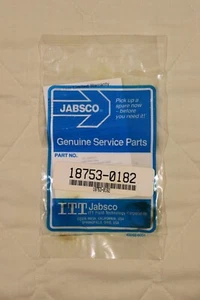 JABSCO
Pick up a
spare now -
before you
need it!
Genuine Service Parts
PART NO.
18753-0182
ITT Jabsco